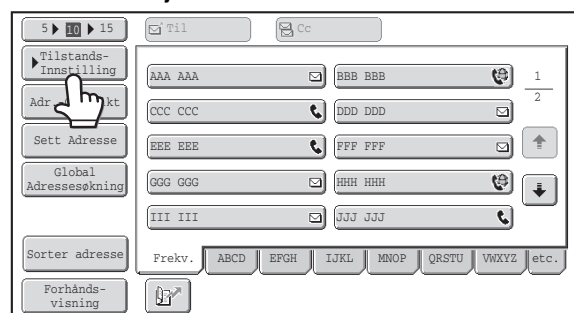 5 10 15
Til
Cc
Tilstands-
Innstilling
Adr. kt
Sett Adresse
Global
Adressesøkning
Sorter adresse
Forhånds-
visning
AAA AAA
BBB BBB
CCC CCC
DDD DDD
EEE EEE
FFF FFF
GGG GGG
HHH HHH
III III
JJJ JJJ
1
2
Frekv. ABCD EFGH IJKL MNOP QRSTU VWXYZ etc.